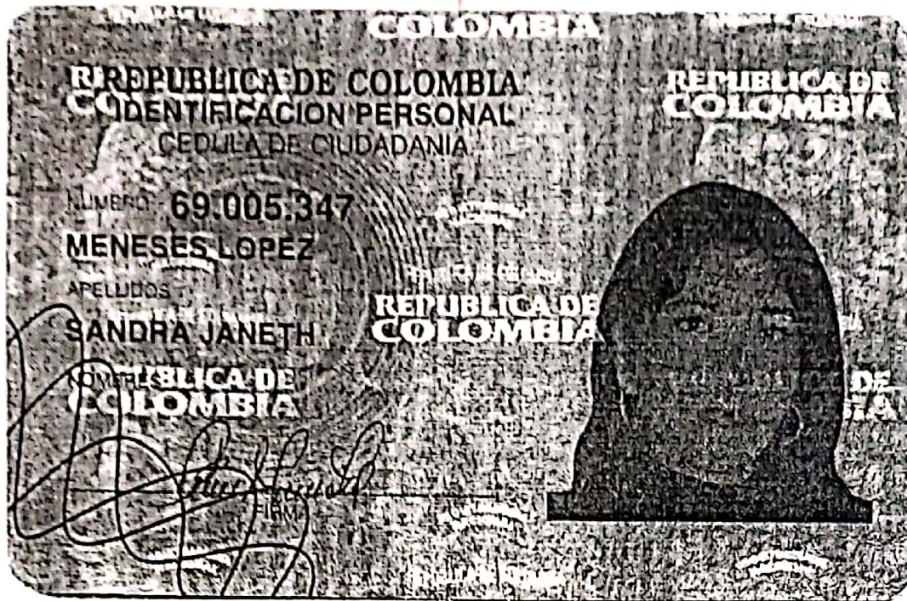 COLOMBIA
REPUBLICA DE COLOMBIA
IDENTIFICACION PERSONAL
CEDULA DE CIUDADANIA
REPUBLICA DE
COLOMBIA
NUMERO 69.005.347
MENESES LOPEZ
APELLIDOS
REPUBLICA DE
COLOMBIA
SANDRA JANETH
NOMBRES
REPUBLICA DE
COLOMBIA
DE
FIRMA